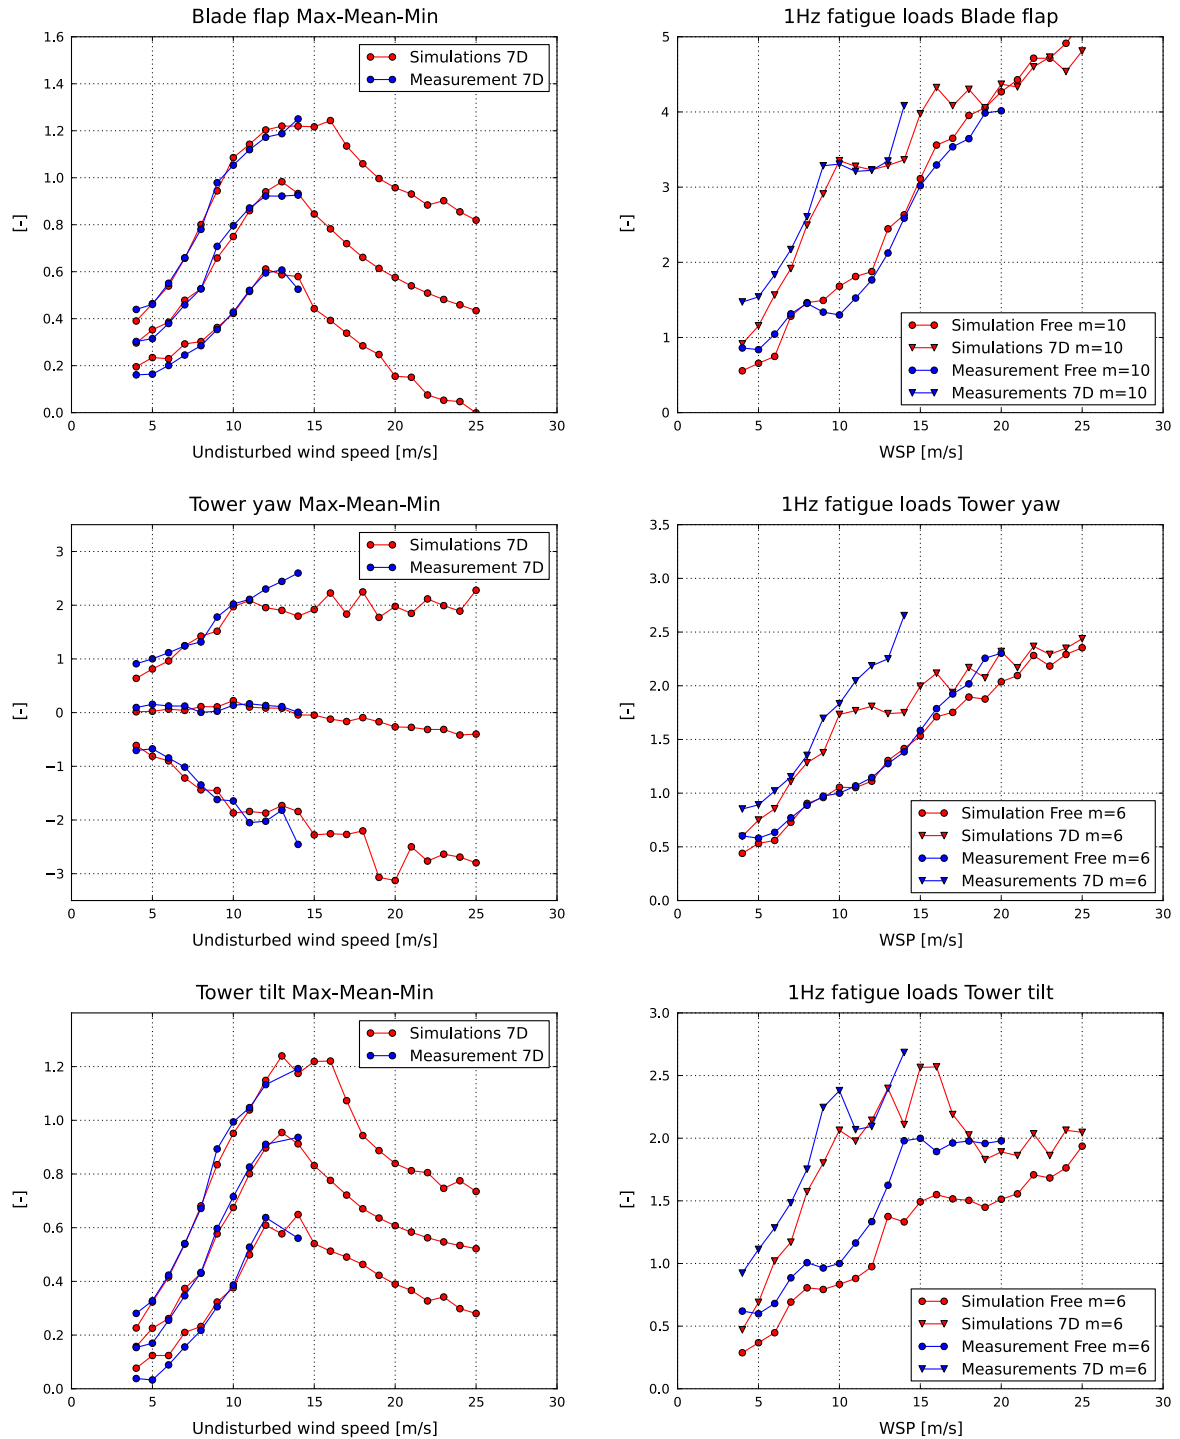 Blade flap Max-Mean-Min
1.6
1.4
1.2
1.0
0.8
0.6
0.4
0.2
0.0
[-]
Simulations 7D
Measurement 7D
0 5 10 15 20 25 30
Undisturbed wind speed [m/s]
1Hz fatigue loads Blade flap
5
4
3
2
1
0
[-]
Simulation Free m=10
Simulations 7D m=10
Measurement Free m=10
Measurements 7D m=10
0 5 10 15 20 25 30
WSP [m/s]
Tower yaw Max-Mean-Min
3
2
1
0
−1
−2
−3
[-]
Simulations 7D
Measurement 7D
0 5 10 15 20 25 30
Undisturbed wind speed [m/s]
1Hz fatigue loads Tower yaw
3.5
3.0
2.5
2.0
1.5
1.0
0.5
0.0
[-]
Simulation Free m=6
Simulations 7D m=6
Measurement Free m=6
Measurements 7D m=6
0 5 10 15 20 25 30
WSP [m/s]
Tower tilt Max-Mean-Min
1.2
1.0
0.8
0.6
0.4
0.2
0.0
[-]
Simulations 7D
Measurement 7D
0 5 10 15 20 25 30
Undisturbed wind speed [m/s]
1Hz fatigue loads Tower tilt
3.0
2.5
2.0
1.5
1.0
0.5
0.0
[-]
Simulation Free m=6
Simulations 7D m=6
Measurement Free m=6
Measurements 7D m=6
0 5 10 15 20 25 30
WSP [m/s]